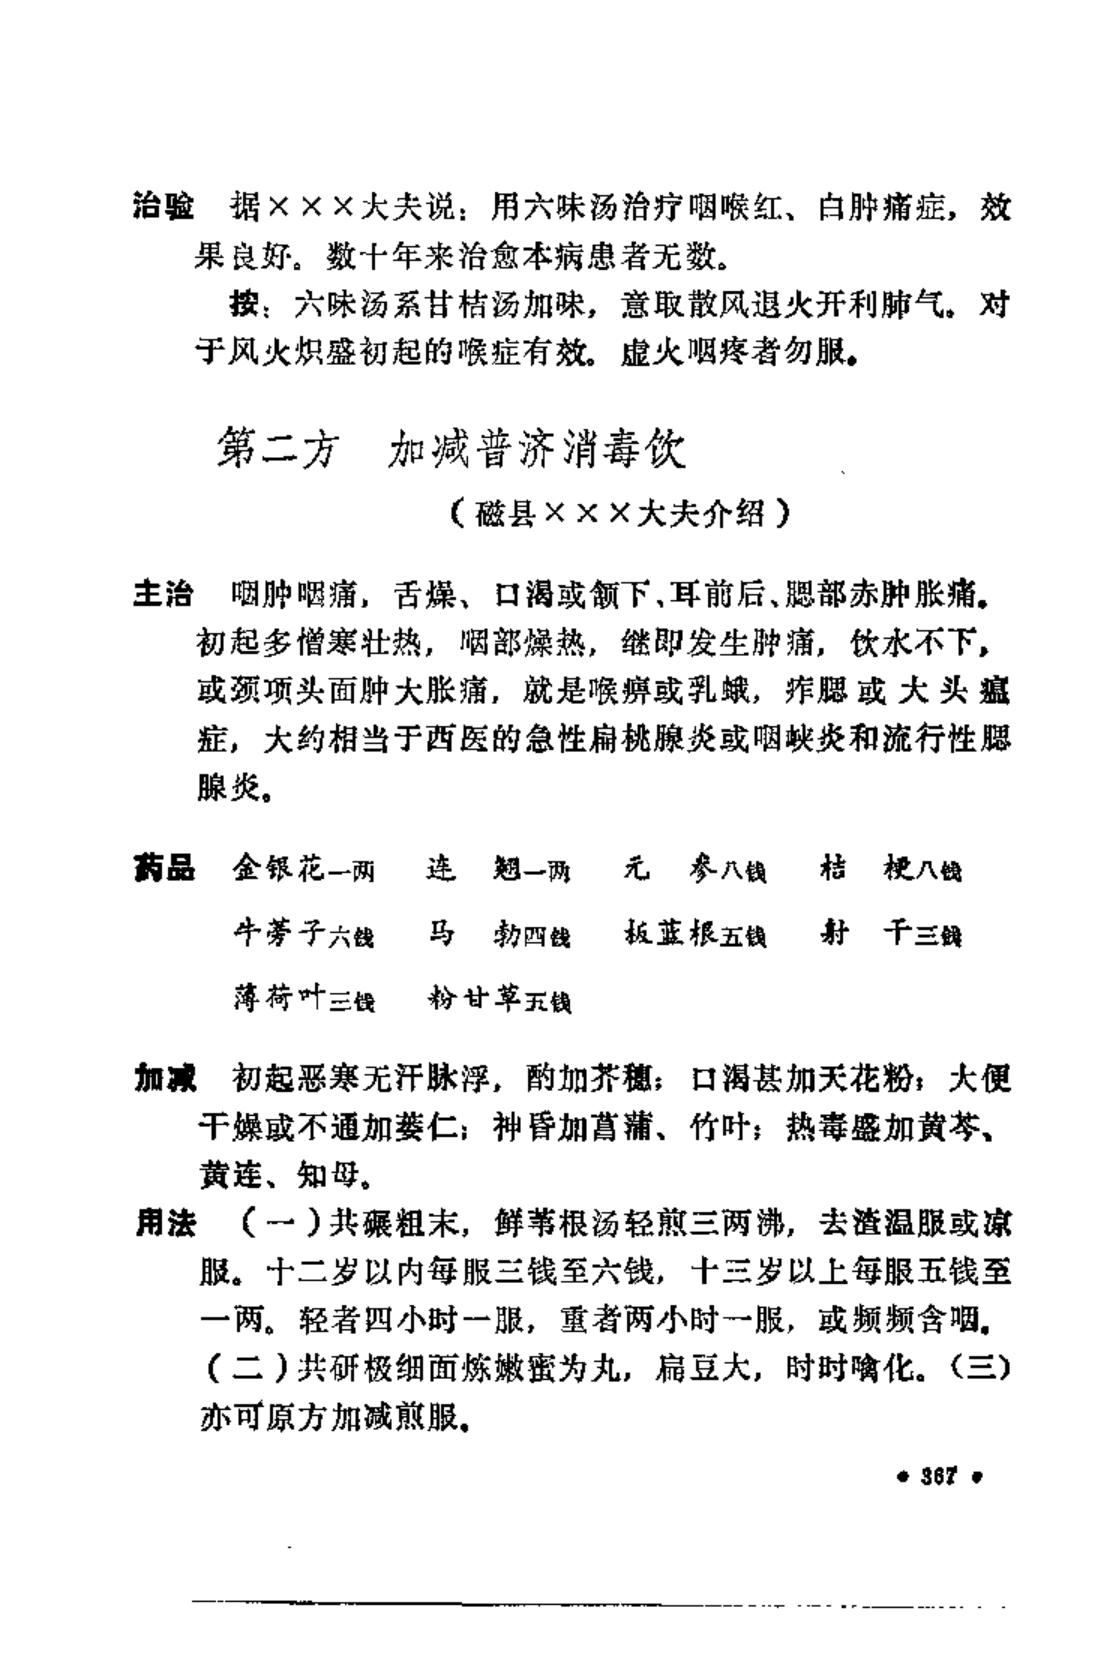 治验 据×××大夫说：用六味汤治疗咽喉红、白肿痛症，效
果良好。数十年来治愈本病患者无数。
按：六味汤系甘桔汤加味，意取散风退火开利肺气。对
于风火炽盛初起的喉症有效。虚火咽疼者勿服。
第二方 加减普济消毒饮
（磁县×××大夫介绍）
主治 咽肿咽痛，舌燥、口渴或颔下、耳前后、腮部赤肿胀痛。
初起多憎寒壮热，咽部燥热，继即发生肿痛，饮水不下，
或颈项头面肿大胀痛，就是喉痹或乳蛾，痄腮或大头瘟
症，大约相当于西医的急性扁桃腺炎或咽峡炎和流行性腮
腺炎。
药品 金银花一两 连翘一两 元参八钱 桔梗八钱
牛蒡子六钱 马勃四钱 板蓝根五钱 射干三钱
薄荷叶三钱 粉甘草五钱
加减 初起恶寒无汗脉浮，酌加芥穗；口渴甚加天花粉；大便
干燥或不通加蒌仁；神昏加菖蒲、竹叶；热毒盛加黄芩、
黄连、知母。
用法 （一）共碾粗末，鲜苇根汤轻煎三两沸，去渣温服或凉
服。十二岁以内每服三钱至六钱，十三岁以上每服五钱至
一两。轻者四小时一服，重者两小时一服，或频频含咽。
（二）共研极细面炼嫩蜜为丸，扁豆大，时时噙化。（三）
亦可原方加减煎服。
• 367 •